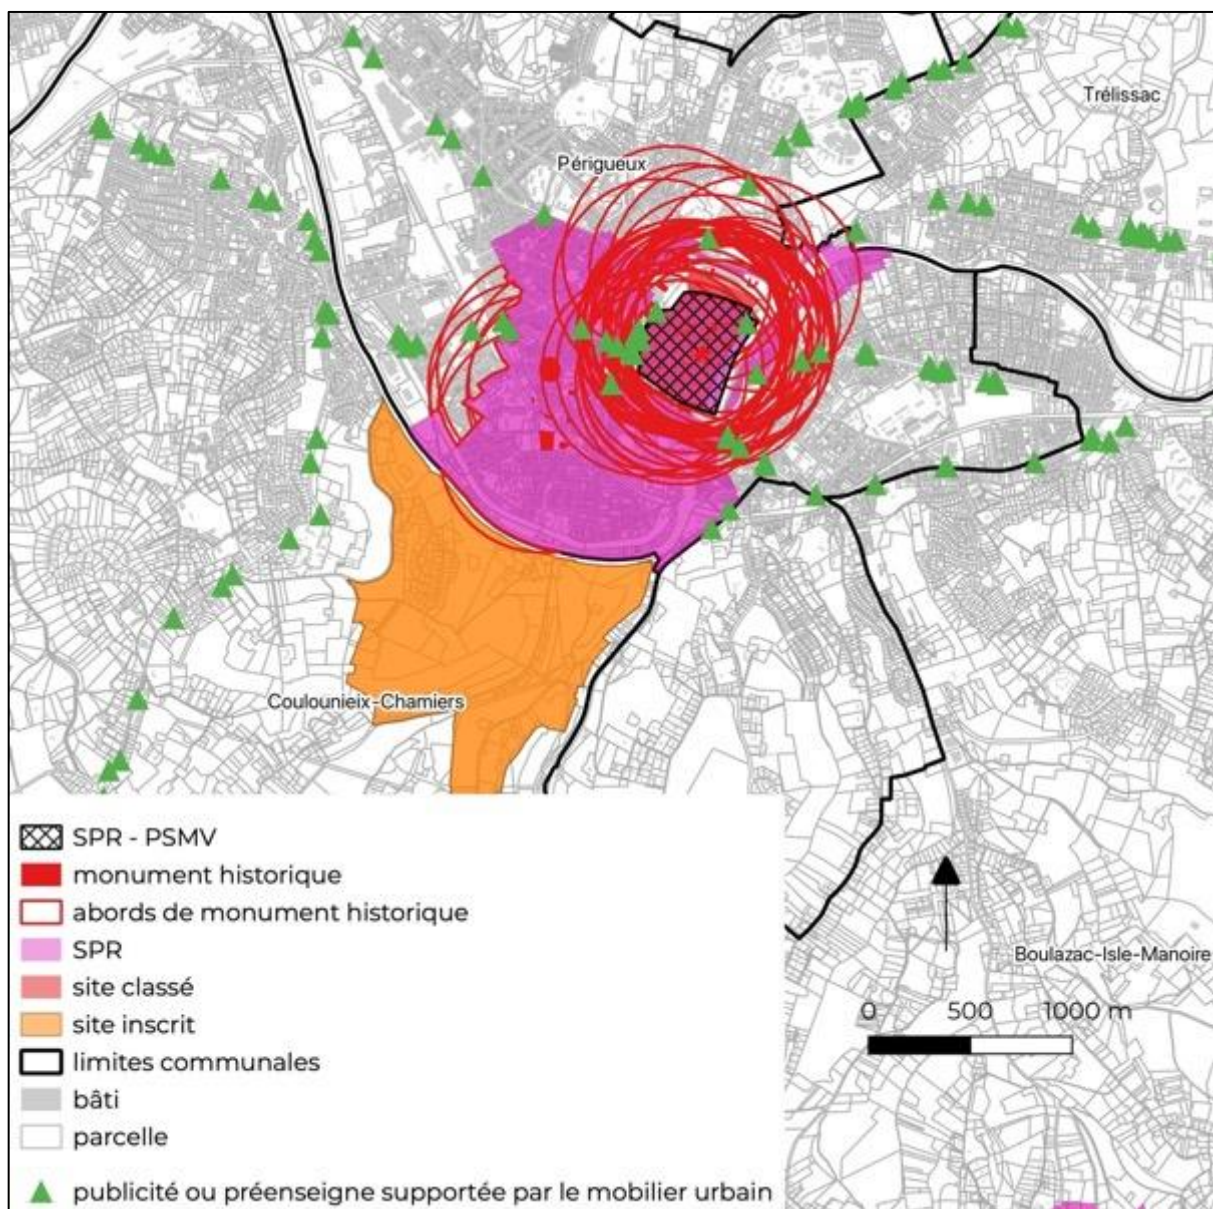 Trélissac
Périgueux
Coulounieix-Chamiers
SPR - PSMV
monument historique
abords de monument historique
SPR
site classé
site inscrit
limites communales
bâti
parcelle
publicité ou préenseigne supportée par le mobilier urbain
Boulazac-Isle-Manoire
0 500 1000 m